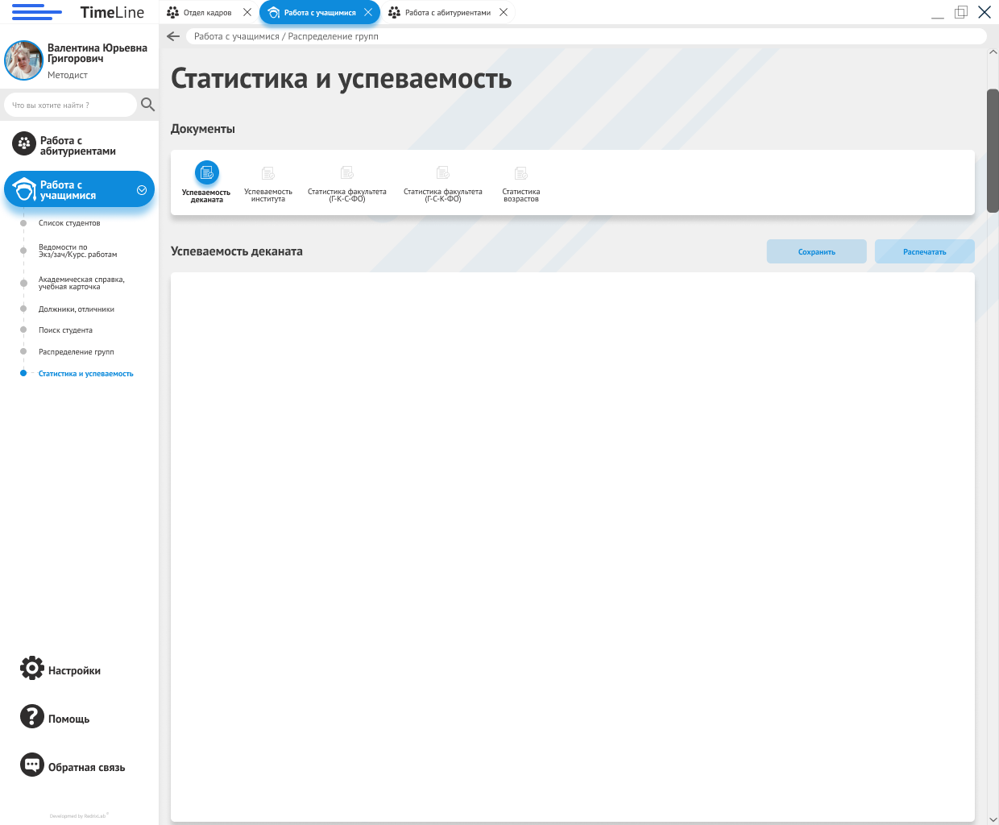 TimeLine
Отдел кадров
Работа с учащимися
Работа с абитуриентами
Работа с учащимися / Распределение групп
Валентина Юрьевна
Григорович
Методист
Что вы хотите найти ?
Работа с
абитуриентами
Работа с
учащимися
Список студентов
Ведомости по
Экз/зач/Курс. работам
Академическая справка,
учебная карточка
Должники, отличники
Поиск студента
Распределение групп
Статистика и успеваемость
Настройки
Помощь
Обратная связь
Developed by RedrixLab ©
Статистика и успеваемость
Документы
Успеваемость
деканата
Успеваемость
института
Статистика факультета
(Г-К-С-ФО)
Статистика факультета
(Г-С-К-ФО)
Статистика
возрастов
Успеваемость деканата
Сохранить
Распечатать